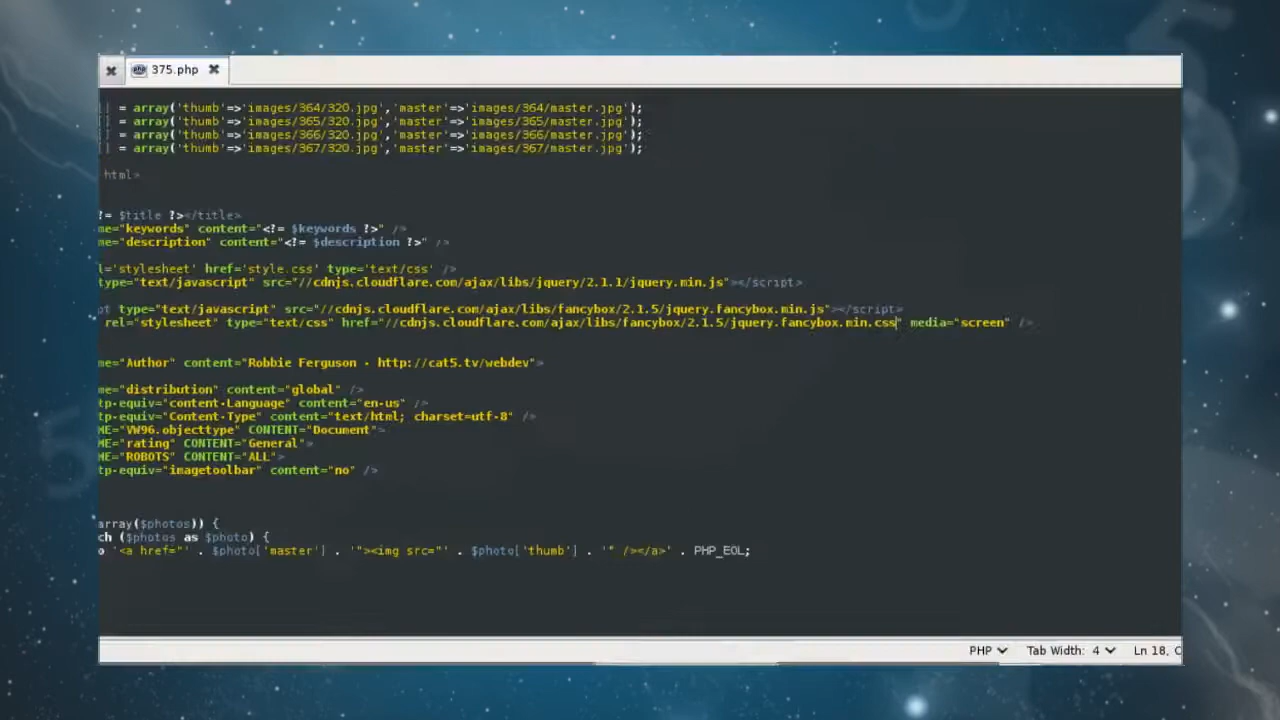 375.php
] = array('thumb'=>'images/364/320.jpg','master'=>'images/364/master.jpg');
] = array('thumb'=>'images/365/320.jpg','master'=>'images/365/master.jpg');
] = array('thumb'=>'images/366/320.jpg','master'=>'images/366/master.jpg');
] = array('thumb'=>'images/367/320.jpg','master'=>'images/367/master.jpg');
html>
?= $title ?></title>
me="keywords" content="<?= $keywords ?>" />
me="description" content="<?= $description ?>" />
l='stylesheet' href='style.css' type='text/css' />
type="text/javascript" src="//cdnjs.cloudflare.com/ajax/libs/jquery/2.1.1/jquery.min.js"></script>
pt type="text/javascript" src="//cdnjs.cloudflare.com/ajax/libs/fancybox/2.1.5/jquery.fancybox.min.js"></script>
rel="stylesheet" type="text/css" href="//cdnjs.cloudflare.com/ajax/libs/fancybox/2.1.5/jquery.fancybox.min.css" media="screen" />
me="Author" content="Robbie Ferguson - http://cat5.tv/webdev">
me="distribution" content="global" />
tp-equiv="content-Language" content="en-us" />
tp-equiv="Content-Type" content="text/html; charset=utf-8" />
ME="VW96.objecttype" CONTENT="Document">
ME="rating" CONTENT="General">
ME="ROBOTS" CONTENT="ALL">
tp-equiv="imagetoolbar" content="no" />
array($photos)) {
ch ($photos as $photo) {
o '<a href="' . $photo['master'] . '"><img src="' . $photo['thumb'] . '" /></a>' . PHP_EOL;
PHP Tab Width: 4 Ln 18, C